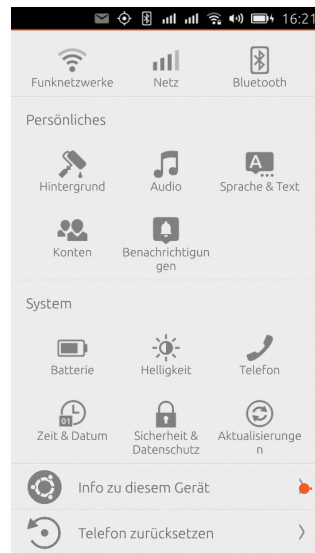 16:21
Funknetzwerke Netz Bluetooth
Persönliches
Hintergrund Audio Sprache & Text
Konten Benachrichtigun
gen
System
Batterie Helligkeit Telefon
Zeit & Datum Sicherheit & Aktualisierunge
Datenschutz n
Info zu diesem Gerät
Telefon zurücksetzen